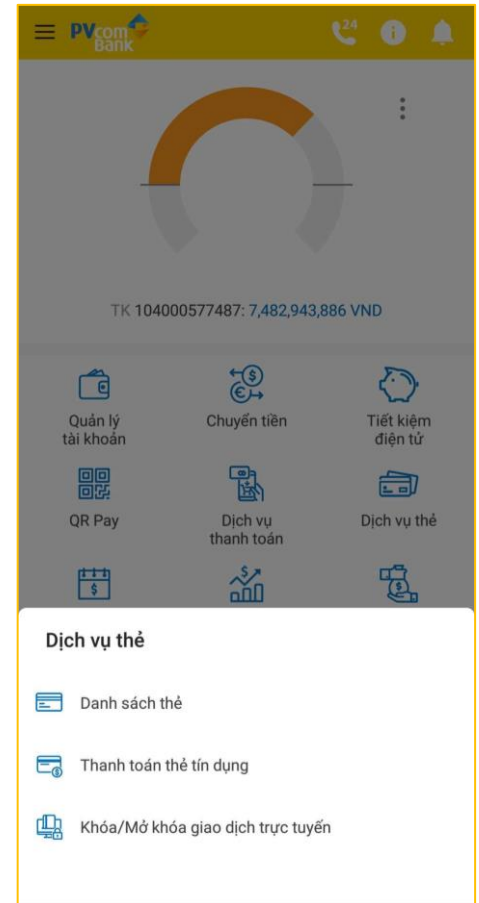 PVcom
Bank
24
TK 104000577487: 7,482,943,886 VND
Quản lý
tài khoản
Chuyển tiền
Tiết kiệm
điện tử
QR Pay
Dịch vụ
thanh toán
Dịch vụ thẻ
Dịch vụ thẻ
Danh sách thẻ
Thanh toán thẻ tín dụng
Khóa/Mở khóa giao dịch trực tuyến